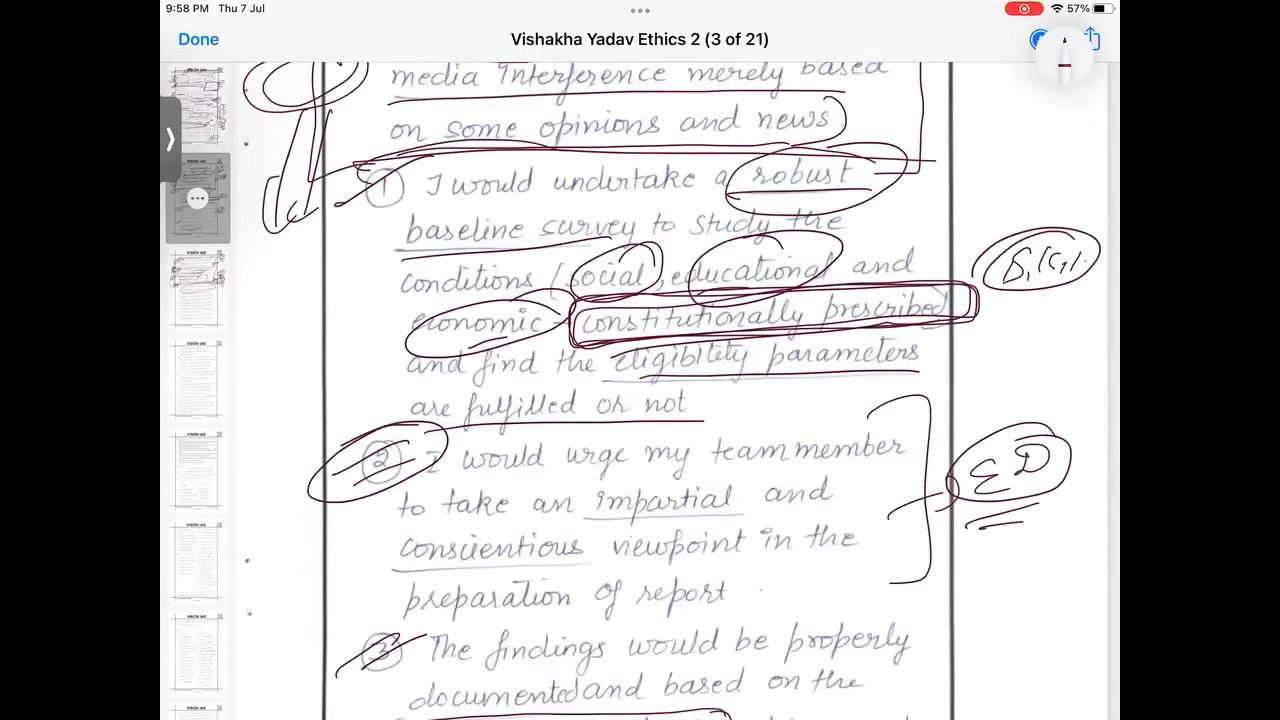 9:58 PM Thu 7 Jul
57%
Done
Vishakha Yadav Ethics 2 (3 of 21)
media interference merely based
on some opinions and news
① I would undertake a robust
baseline survey to study the
conditions (social, educational and
economic - constitutionally prescribed
and find the eligibility parameters
are fulfilled or not
② I would urge my team member
to take an impartial and
conscientious viewpoint in the
preparation of report.
③ The findings would be properly
documented and based on the